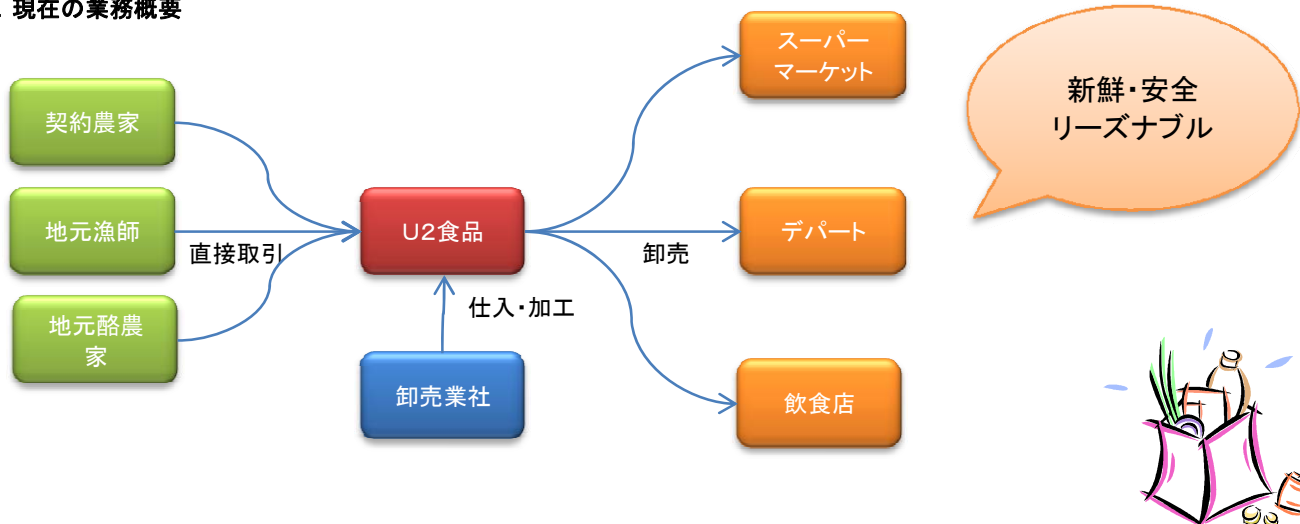 現在の業務概要
契約農家
地元漁師
地元酪農
家
直接取引
U2食品
仕入・加工
卸売業社
卸売
スーパー
マーケット
デパート
飲食店
新鮮・安全
リーズナブル